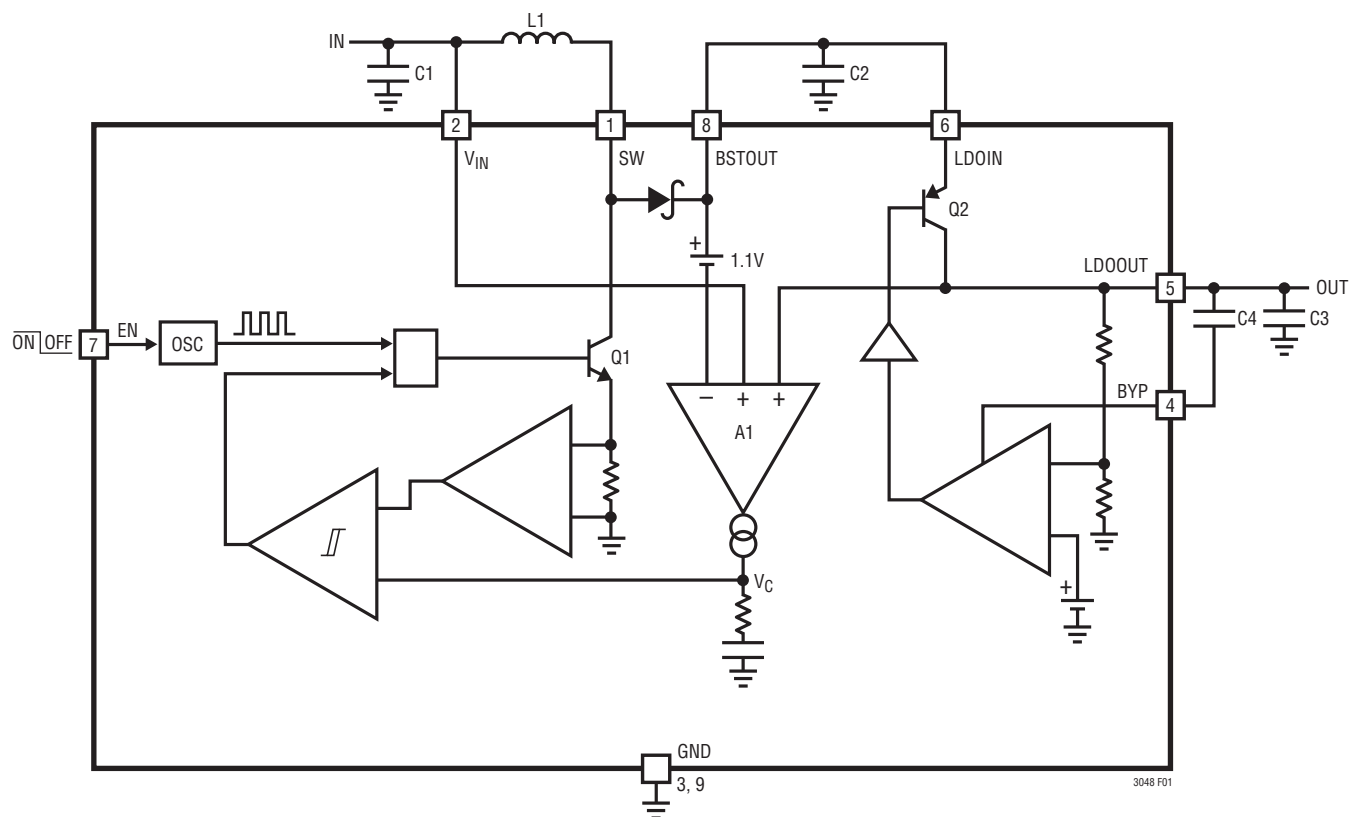 L1
IN
C1
C2
2
1
8
6
VIN
SW
BSTOUT
LDOIN
Q2
+
1.1V
LDOOUT
5
OUT
ON OFF
7
EN
OSC
Q1
C4
C3
− + +
A1
BYP
4
VC
+
GND
3, 9
3048 F01